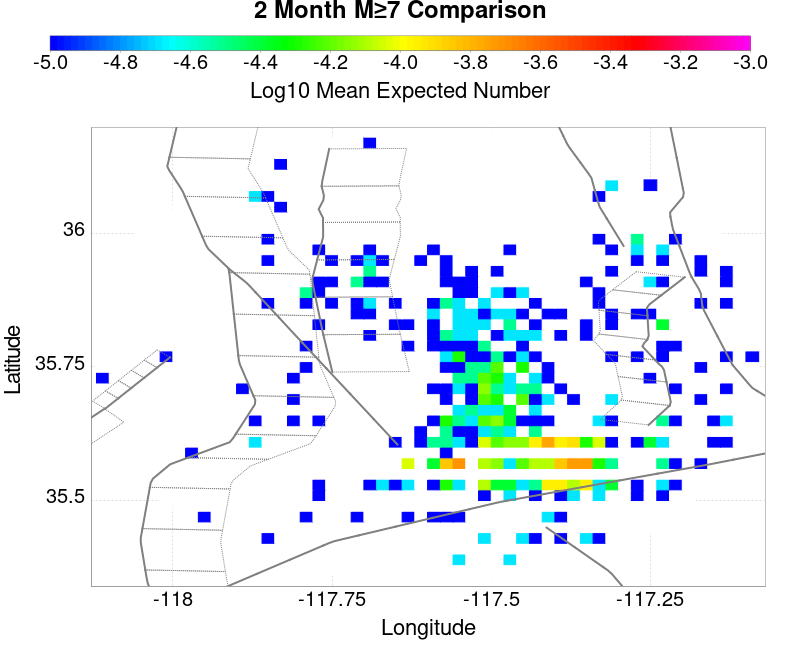 2 Month M≥7 Comparison
-5.0 -4.8 -4.6 -4.4 -4.2 -4.0 -3.8 -3.6 -3.4 -3.2 -3.0
Log10 Mean Expected Number
36
35.75
35.5
Latitude
-118 -117.75 -117.5 -117.25
Longitude